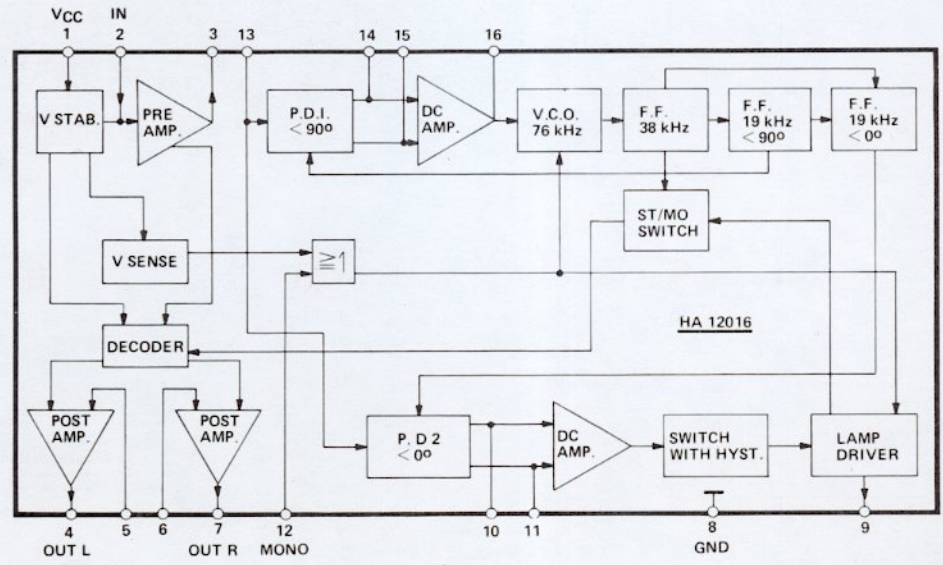 VCC IN
1 2 3 13 14 15 16
V STAB.
PRE
AMP.
P.D.I.
< 90º
DC
AMP.
V.C.O.
76 kHz
F.F.
38 kHz
F.F.
19 kHz
< 90º
F.F.
19 kHz
< 0º
ST/MO
SWITCH
V SENSE
≧1
HA 12016
DECODER
POST
AMP.
POST
AMP.
P. D 2
< 0º
DC
AMP.
SWITCH
WITH HYST.
LAMP
DRIVER
4 5 6 7 12 10 11 8 9
OUT L OUT R MONO GND